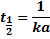 t½ = 1/ka